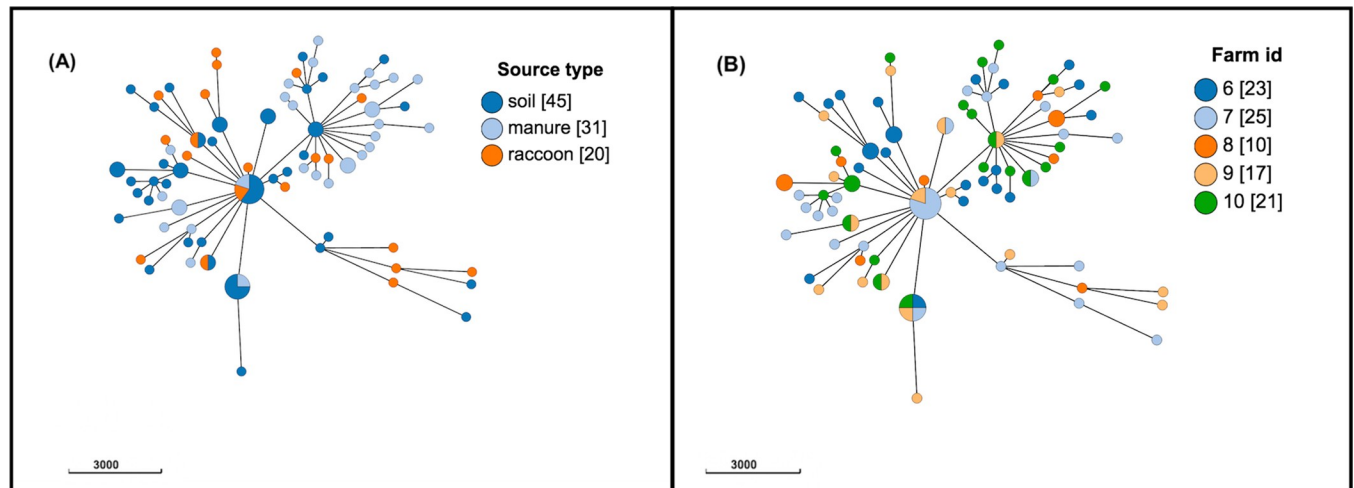 (A)
Source type
soil [45]
manure [31]
raccoon [20]
3000
(B)
Farm id
6 [23]
7 [25]
8 [10]
9 [17]
10 [21]
3000